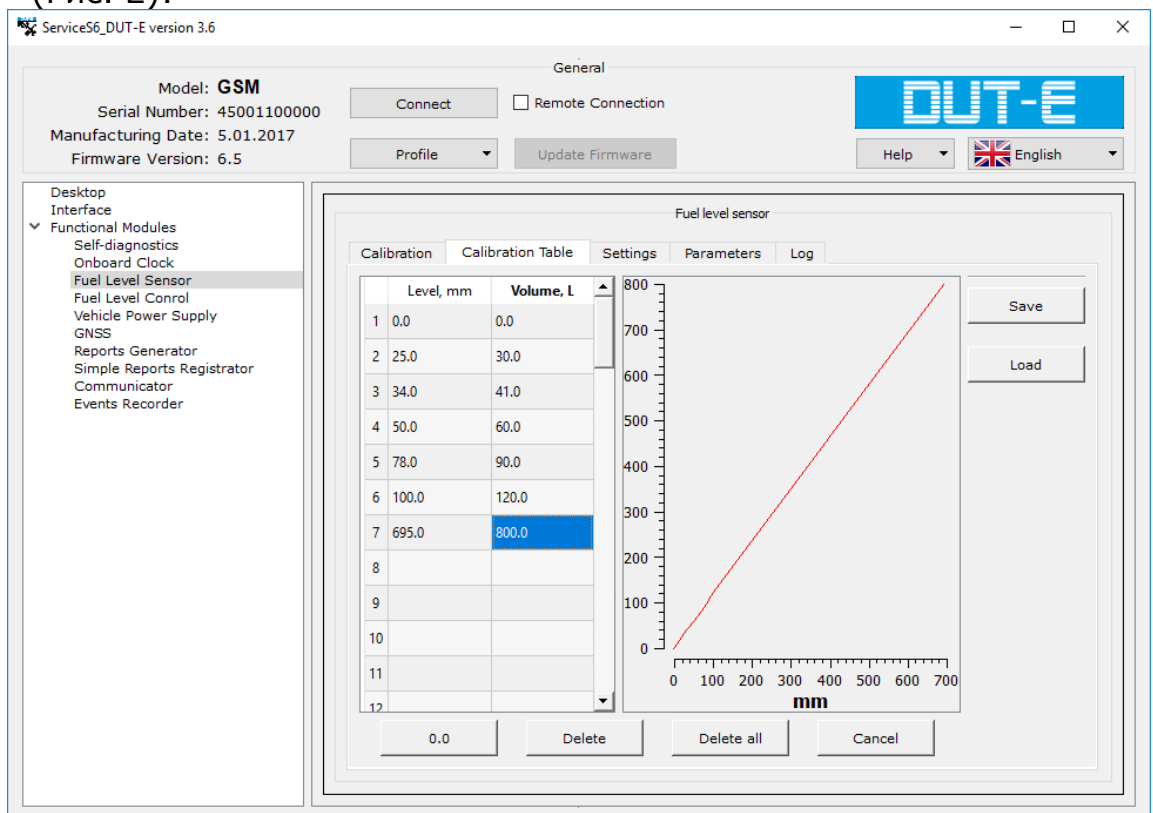 (Рис. 2).
ServiceS6_DUT-E version 3.6
General
Model: GSM
Serial Number: 45001100000
Manufacturing Date: 5.01.2017
Firmware Version: 6.5
Connect
Remote Connection
Profile
Update Firmware
DUT-E
Help
English
Desktop
Interface
Functional Modules
Self-diagnostics
Onboard Clock
Fuel Level Sensor
Fuel Level Conrol
Vehicle Power Supply
GNSS
Reports Generator
Simple Reports Registrator
Communicator
Events Recorder
Fuel level sensor
Calibration Calibration Table Settings Parameters Log
Level, mm Volume, L
1 0.0 0.0
2 25.0 30.0
3 34.0 41.0
4 50.0 60.0
5 78.0 90.0
6 100.0 120.0
7 695.0 800.0
8
9
10
11
12
800
700
600
500
400
300
200
100
0
0 100 200 300 400 500 600 700
mm
Save
Load
0.0 Delete Delete all Cancel